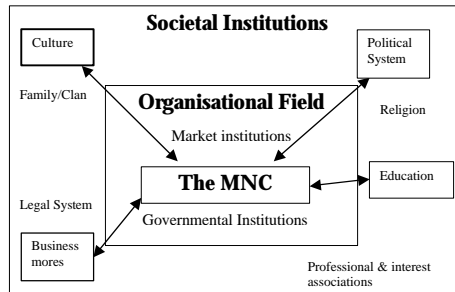 Societal Institutions
Culture
Political
System
Family/Clan
Organisational Field
Religion
Market institutions
The MNC
Education
Legal System
Governmental Institutions
Business
mores
Professional & interest
associations